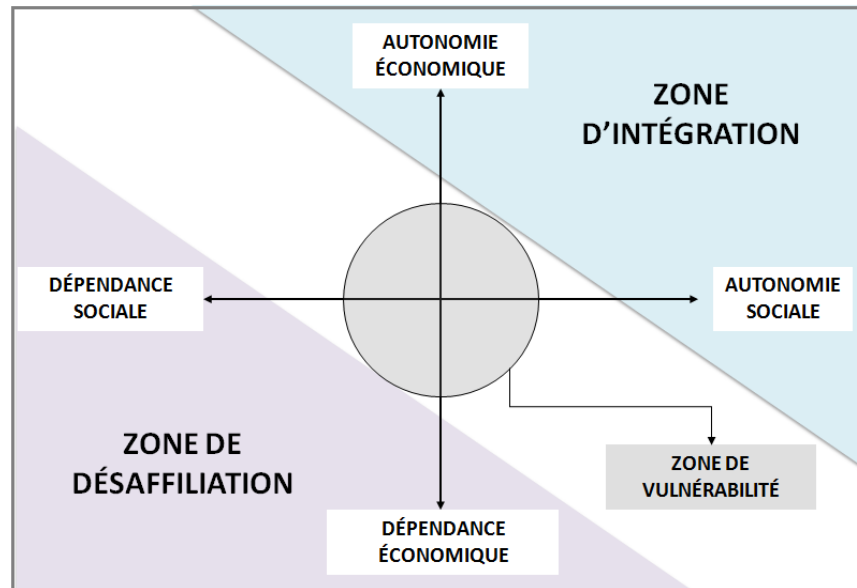 AUTONOMIE
ÉCONOMIQUE
ZONE
D'INTÉGRATION
DÉPENDANCE
SOCIALE
AUTONOMIE
SOCIALE
ZONE DE
DÉSAFFILIATION
ZONE DE
VULNÉRABILITÉ
DÉPENDANCE
ÉCONOMIQUE